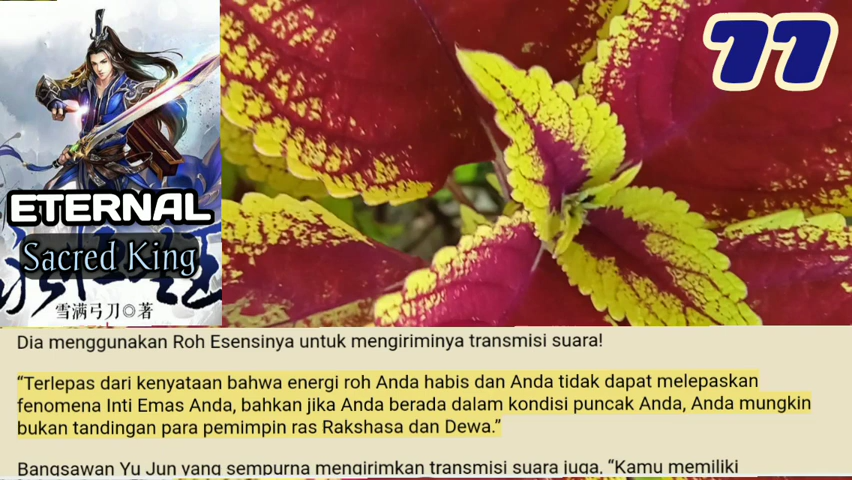 77
ETERNAL
Sacred King
雪满弓刀◎著
Dia menggunakan Roh Esensinya untuk mengiriminya transmisi suara!
“Terlepas dari kenyataan bahwa energi roh Anda habis dan Anda tidak dapat melepaskan
fenomena Inti Emas Anda, bahkan jika Anda berada dalam kondisi puncak Anda, Anda mungkin
bukan tandingan para pemimpin ras Rakshasa dan Dewa.”
Bangsawan Yu Jun yang sempurna mengirimkan transmisi suara juga, “Kamu memiliki